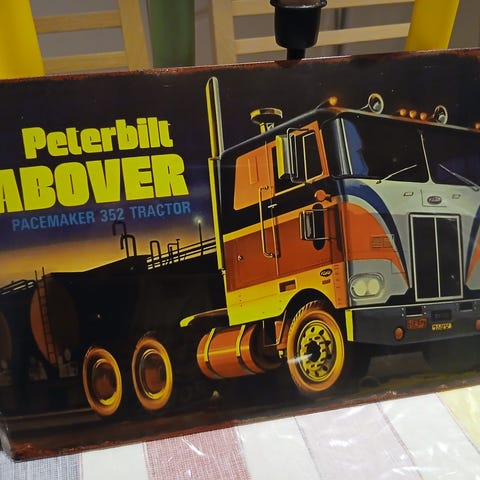 Peterbilt
ABOVER
PACEMAKER 352 TRACTOR